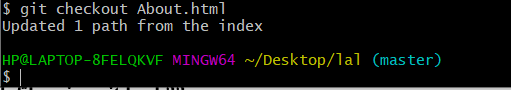 $ git checkout About.html
Updated 1 path from the index
HP@LAPTOP-8FELQKVF MINGW64 ~/Desktop/lal (master)
$